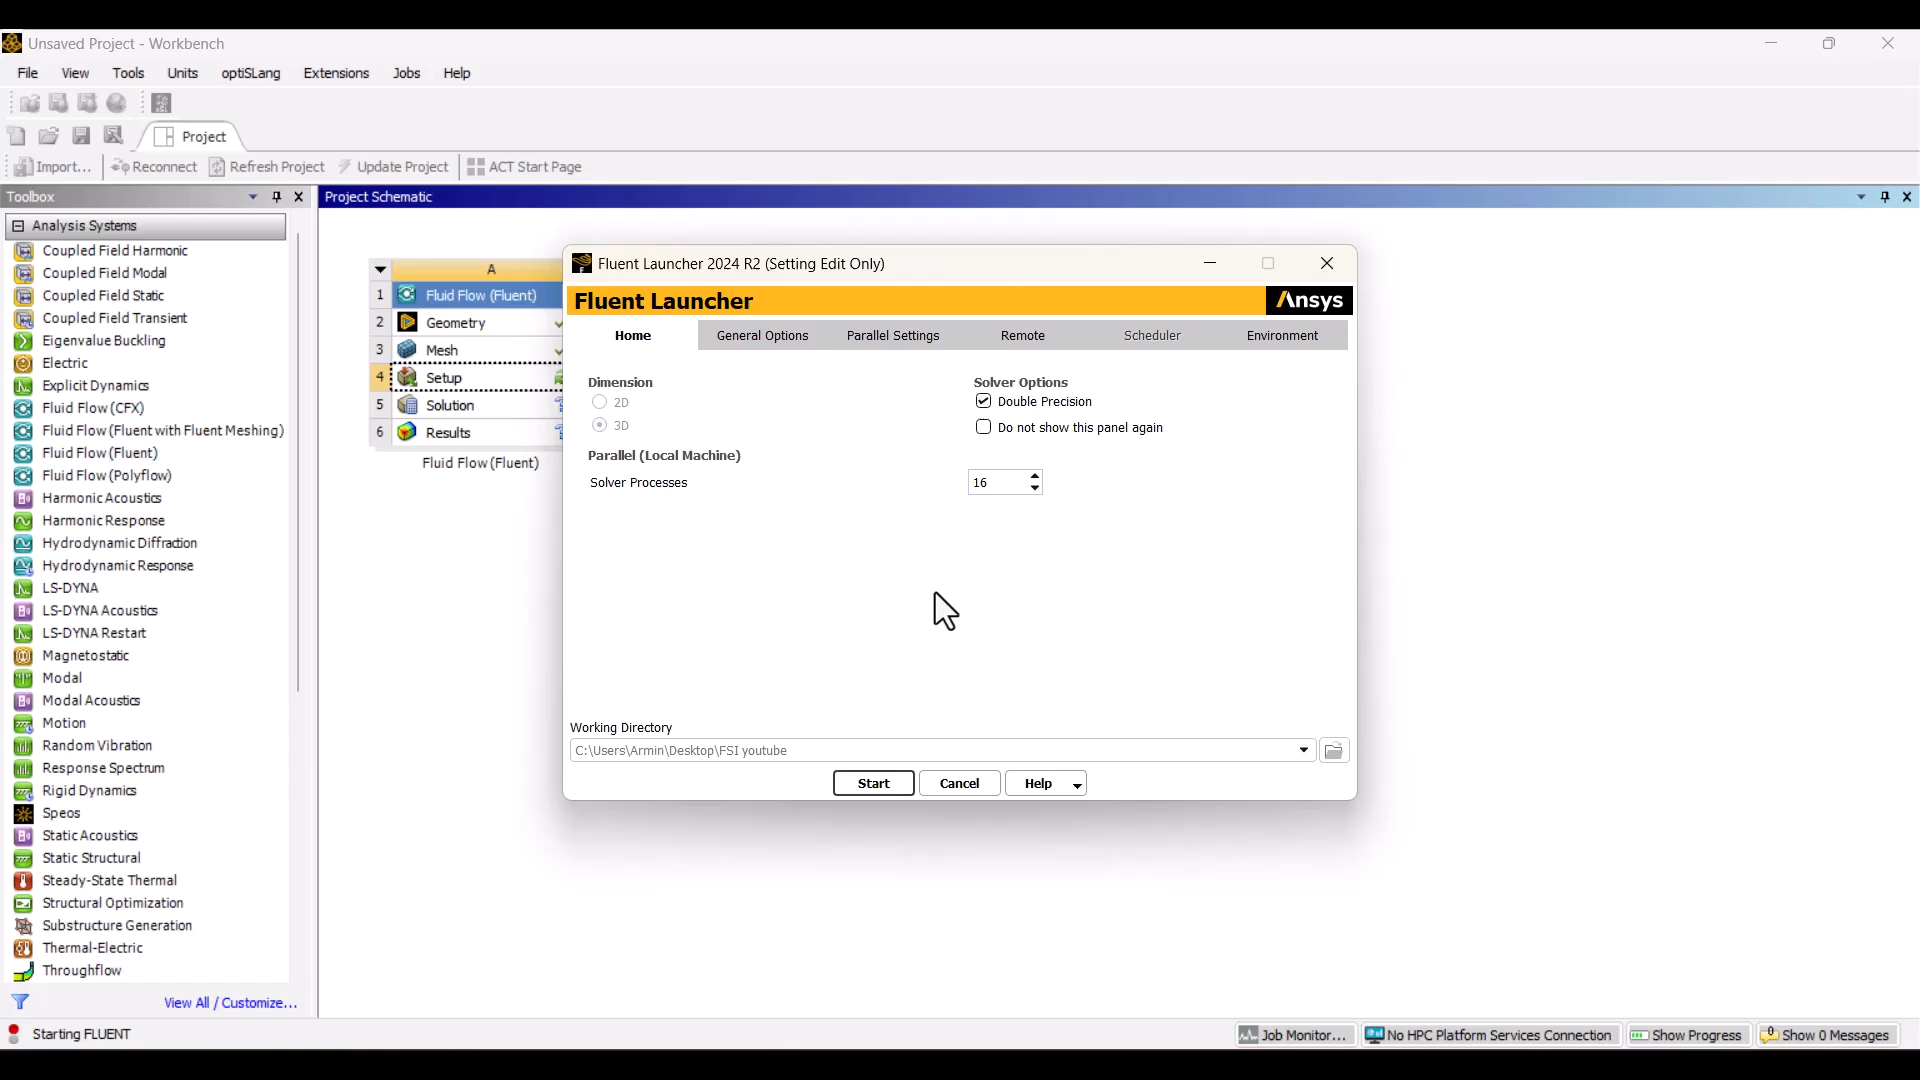 Unsaved Project - Workbench
File View Tools Units optiSLang Extensions Jobs Help
Project
Import... Reconnect Refresh Project Update Project ACT Start Page
Toolbox
Project Schematic
Analysis Systems
Coupled Field Harmonic
Coupled Field Modal
Coupled Field Static
Coupled Field Transient
Eigenvalue Buckling
Electric
Explicit Dynamics
Fluid Flow (CFX)
Fluid Flow (Fluent with Fluent Meshing)
Fluid Flow (Fluent)
Fluid Flow (Polyflow)
Harmonic Acoustics
Harmonic Response
Hydrodynamic Diffraction
Hydrodynamic Response
LS-DYNA
LS-DYNA Acoustics
LS-DYNA Restart
Magnetostatic
Modal
Modal Acoustics
Motion
Random Vibration
Response Spectrum
Rigid Dynamics
Speos
Static Acoustics
Static Structural
Steady-State Thermal
Structural Optimization
Substructure Generation
Thermal-Electric
Throughflow
View All / Customize...
A
1 Fluid Flow (Fluent)
2 Geometry
3 Mesh
4 Setup
5 Solution
6 Results
Fluid Flow (Fluent)
Fluent Launcher 2024 R2 (Setting Edit Only)
Fluent Launcher
Ansys
Home General Options Parallel Settings Remote Scheduler Environment
Dimension
2D
3D
Solver Options
Double Precision
Do not show this panel again
Parallel (Local Machine)
Solver Processes 16
Working Directory
C:\Users\Armin\Desktop\FSI youtube
Start Cancel Help
Starting FLUENT
Job Monitor... No HPC Platform Services Connection Show Progress Show 0 Messages